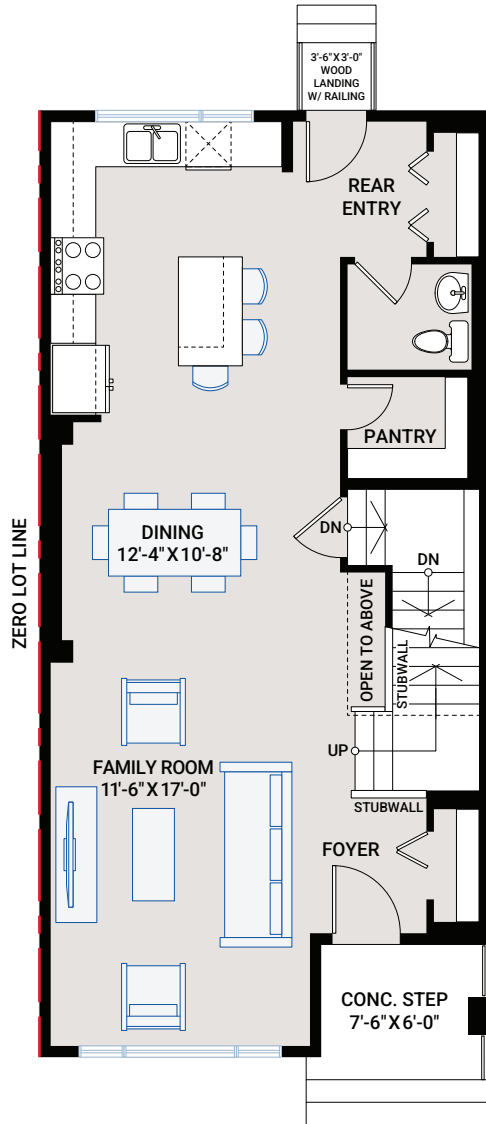 3'-6"X3'-0"
WOOD
LANDING
W/ RAILING
REAR
ENTRY
PANTRY
DN
DN
DINING
12'-4"X10'-8"
ZERO LOT LINE
OPEN TO ABOVE
STUBWALL
UP
FAMILY ROOM
11'-6"X17'-0"
STUBWALL
FOYER
CONC. STEP
7'-6"X6'-0"